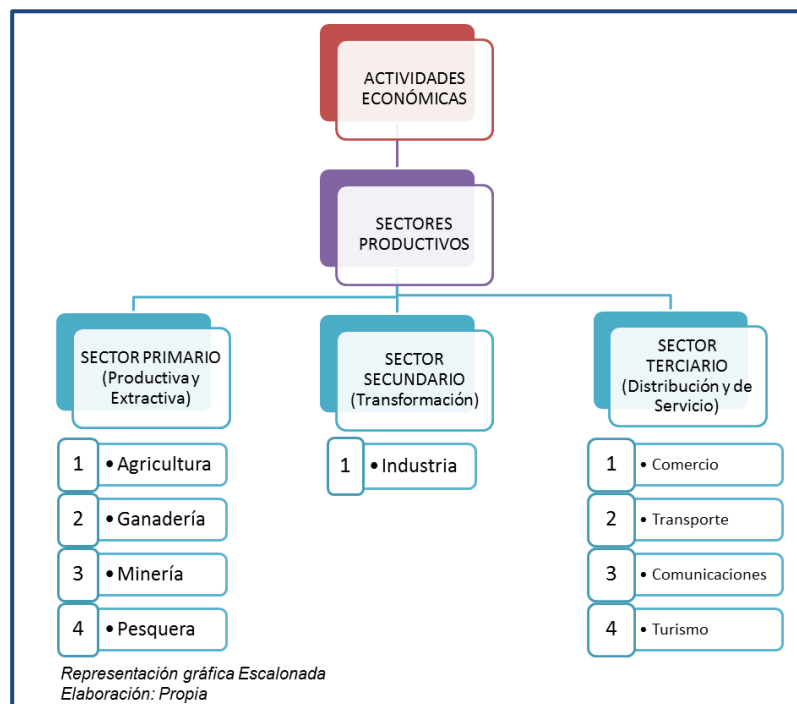 ACTIVIDADES
ECONÓMICAS
SECTORES
PRODUCTIVOS
SECTOR PRIMARIO
(Productiva y
Extractiva)
1 • Agricultura
2 • Ganadería
3 • Minería
4 • Pesquera
SECTOR
SECUNDARIO
(Transformación)
1 • Industria
SECTOR
TERCIARIO
(Distribución y de
Servicio)
1 • Comercio
2 • Transporte
3 • Comunicaciones
4 • Turismo
Representación gráfica Escalonada
Elaboración: Propia